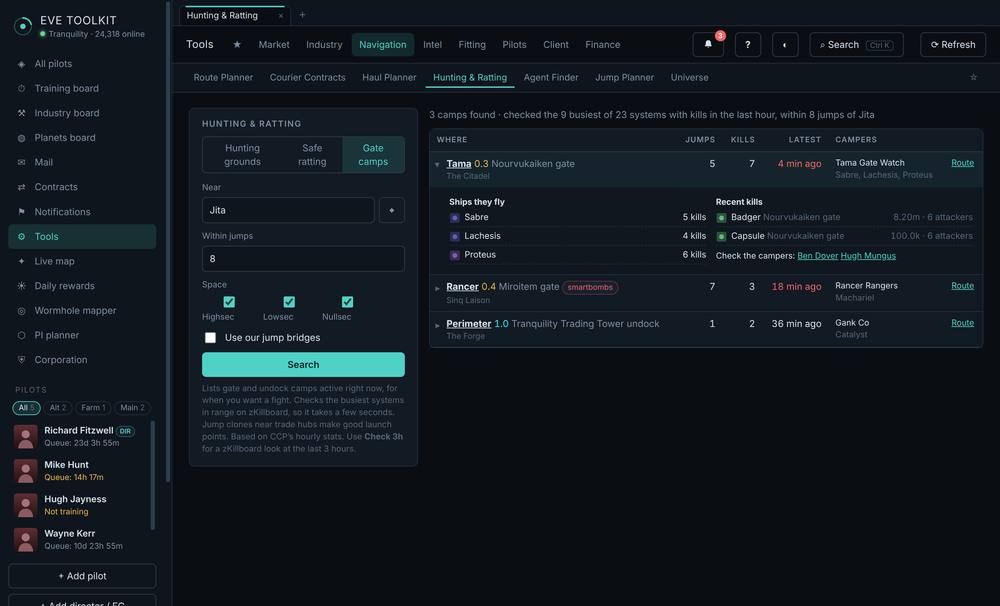 EVE TOOLKIT
Tranquility · 24,318 online
All pilots
Training board
Industry board
Planets board
Mail
Contracts
Notifications
Tools
Live map
Daily rewards
Wormhole mapper
PI planner
Corporation
PILOTS
All 5 Alt 2 Farm 1 Main 2
Richard Fitzwell DIR
Queue: 23d 3h 55m
Mike Hunt
Queue: 14h 17m
Hugh Jayness
Not training
Wayne Kerr
Queue: 10d 23h 55m
+ Add pilot
+ Add director / FC
Hunting & Ratting × +
Tools ★ Market Industry Navigation Intel Fitting Pilots Client Finance 3 ? Search Ctrl K Refresh
Route Planner Courier Contracts Haul Planner Hunting & Ratting Agent Finder Jump Planner Universe
HUNTING & RATTING
Hunting grounds
Safe ratting
Gate camps
Near
Jita
Within jumps
8
Space
Highsec Lowsec Nullsec
Use our jump bridges
Search
Lists gate and undock camps active right now, for
when you want a fight. Checks the busiest systems
in range on zKillboard, so it takes a few seconds.
Jump clones near trade hubs make good launch
points. Based on CCP's hourly stats. Use Check 3h
for a zKillboard look at the last 3 hours.
3 camps found · checked the 9 busiest of 23 systems with kills in the last hour, within 8 jumps of Jita
WHERE JUMPS KILLS LATEST CAMPERS
Tama 0.3 Nourvukaiken gate 5 7 4 min ago Tama Gate Watch Route
The Citadel Sabre, Lachesis, Proteus
Ships they fly
Sabre 5 kills
Lachesis 4 kills
Proteus 6 kills
Recent kills
Badger Nourvukaiken gate 8.20m · 6 attackers
Capsule Nourvukaiken gate 100.0k · 6 attackers
Check the campers: Ben Dover Hugh Mungus
Rancer 0.4 Miroitem gate smartbombs 7 3 18 min ago Rancer Rangers Route
Sinq Laison Machariel
Perimeter 1.0 Tranquility Trading Tower undock 1 2 36 min ago Gank Co Route
The Forge Catalyst